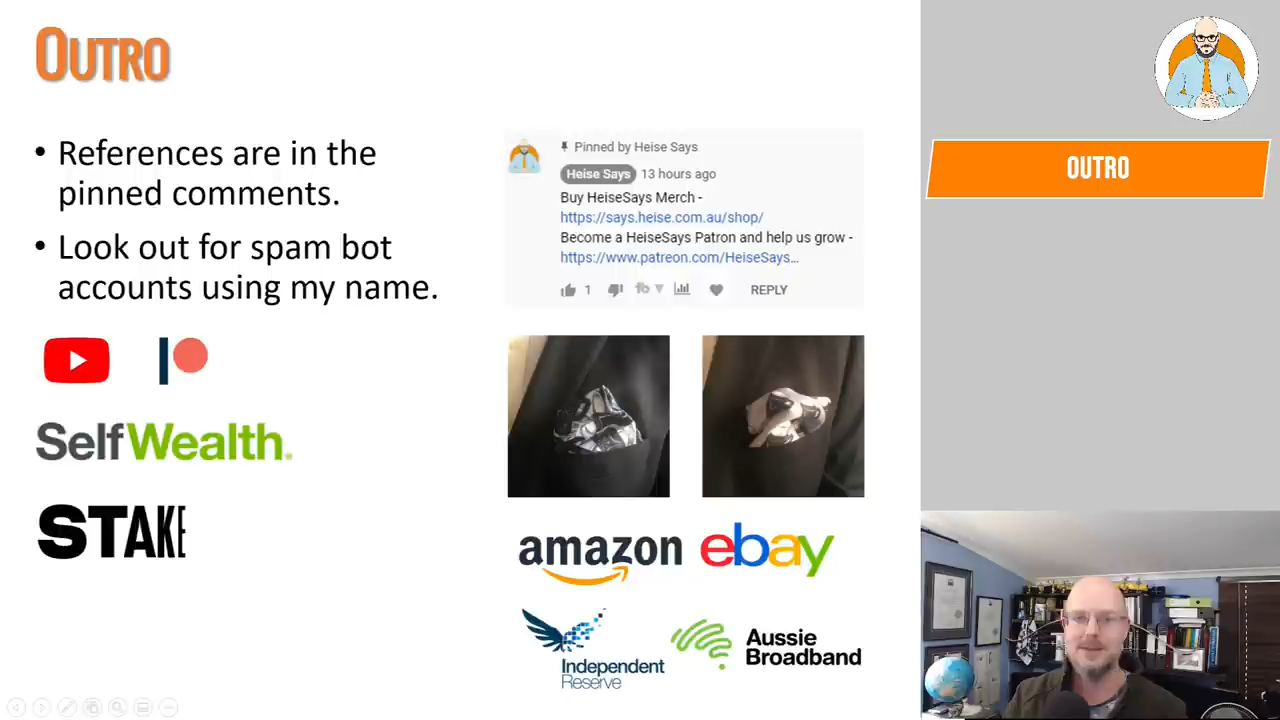 OUTRO
• References are in the
pinned comments.
• Look out for spam bot
accounts using my name.
SelfWealth.
STAKE
Pinned by Heise Says
Heise Says 13 hours ago
Buy HeiseSays Merch -
https://says.heise.com.au/shop/
Become a HeiseSays Patron and help us grow -
https://www.patreon.com/HeiseSays...
1
REPLY
amazon ebay
Independent
Reserve
Aussie
Broadband
OUTRO